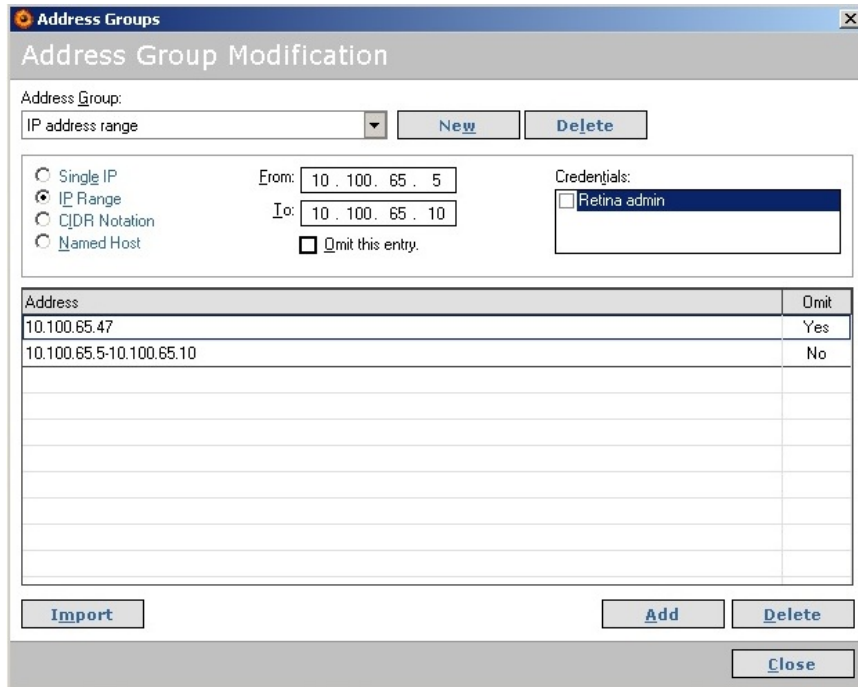 Address Groups
Address Group Modification
Address Group:
IP address range
New
Delete
Single IP
IP Range
CIDR Notation
Named Host
From: 10 . 100 . 65 . 5
To: 10 . 100 . 65 . 10
Omit this entry.
Credentials:
Retina admin
Address Omit
10.100.65.47 Yes
10.100.65.5-10.100.65.10 No
Import
Add
Delete
Close